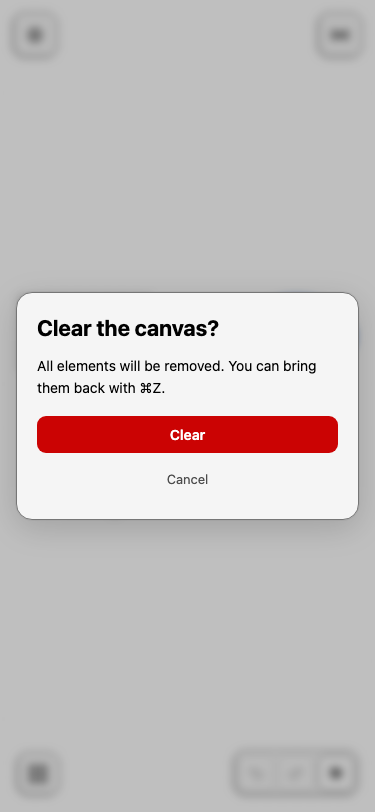 Clear the canvas?
All elements will be removed. You can bring
them back with ⌘Z.
Clear
Cancel